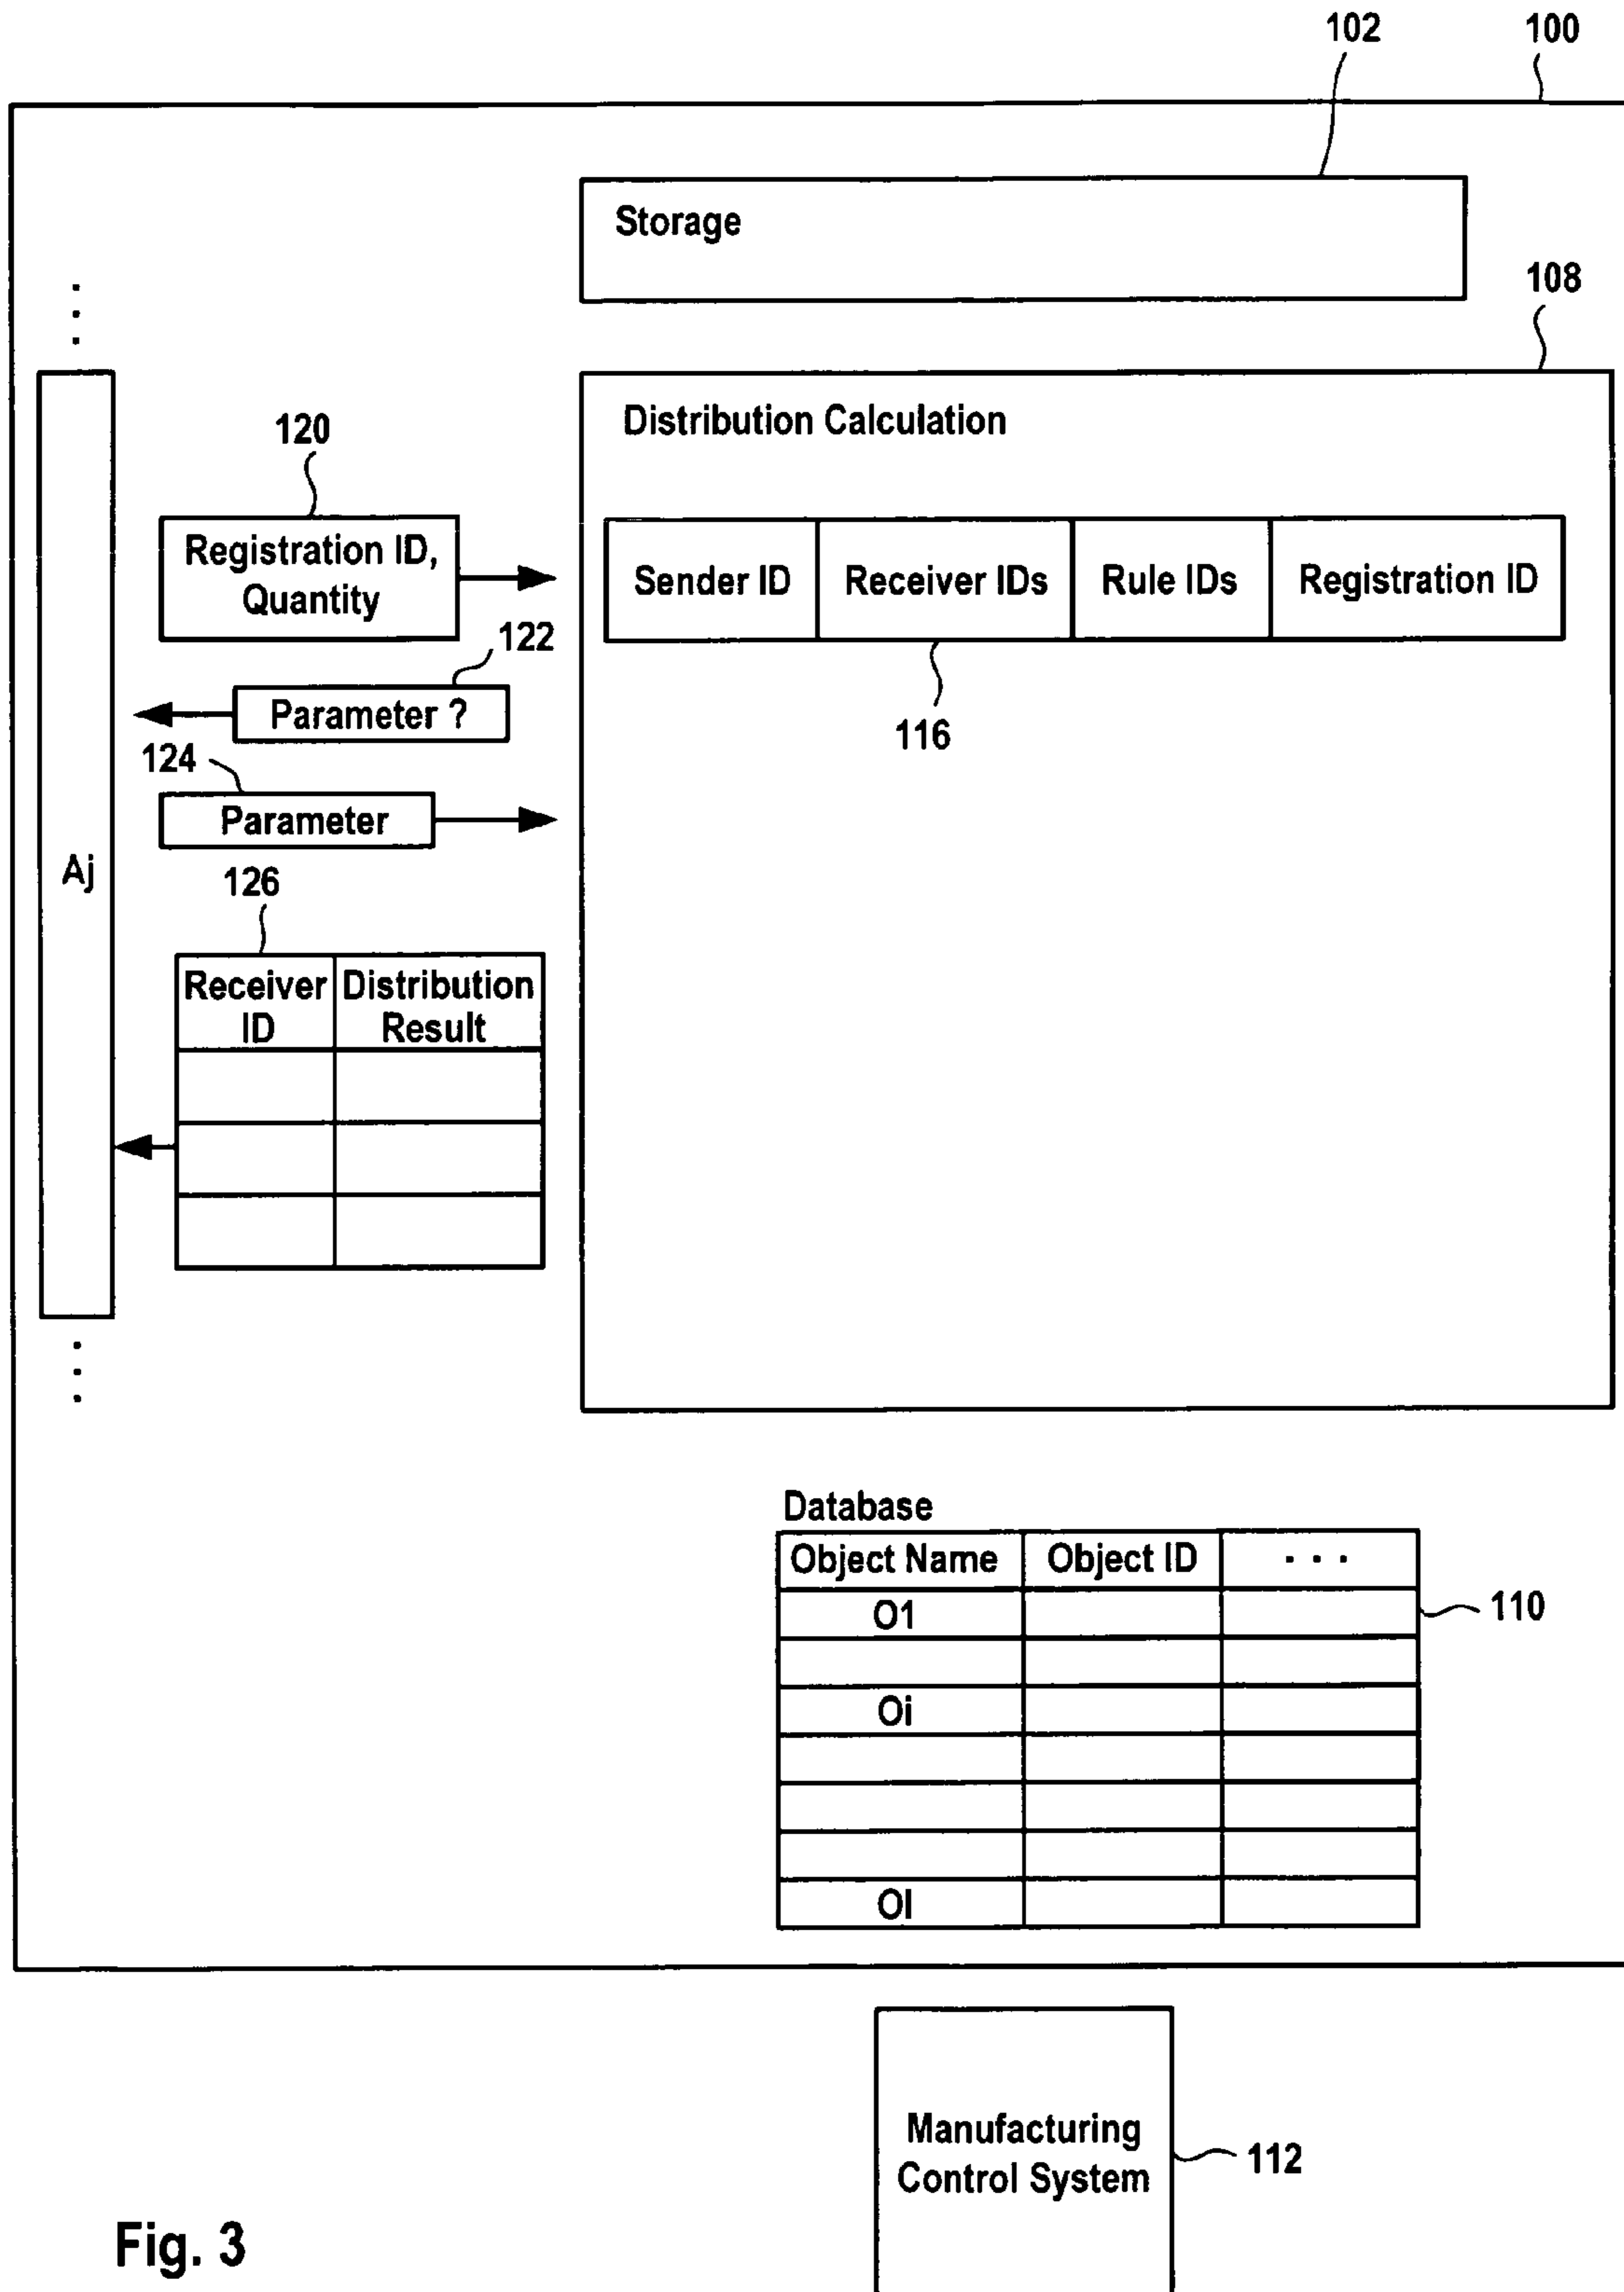 102
100
Storage
108
Distribution Calculation
120
Registration ID,
Quantity
Sender ID
Receiver IDs
Rule IDs
Registration ID
122
Parameter ?
116
124
Parameter
Aj
126
Receiver
ID
Distribution
Result
Database
Object Name
Object ID
. . .
O1
110
Oi
OI
Manufacturing
Control System
112
Fig. 3